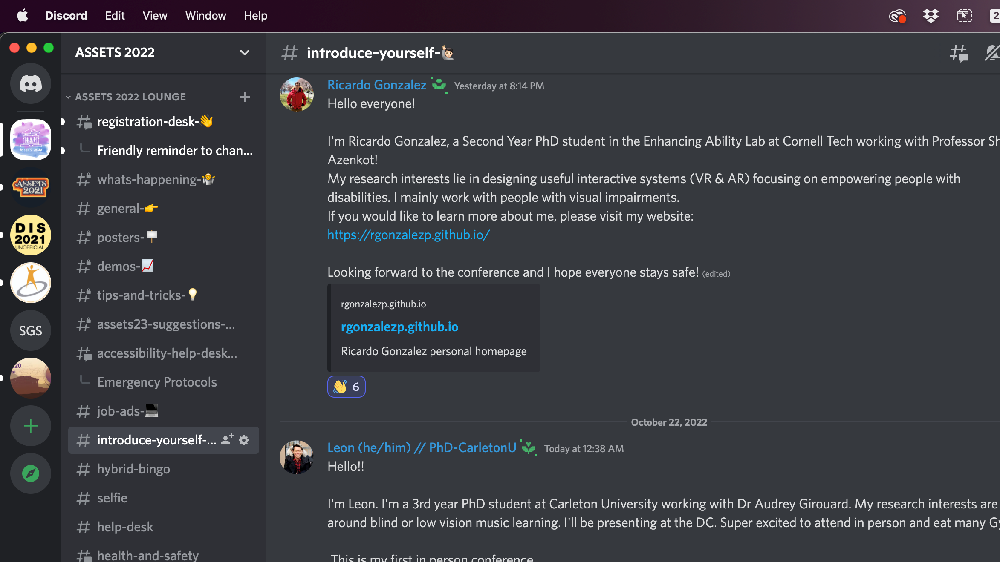 Discord Edit View Window Help
ASSETS 2022
# introduce-yourself-🙋🏻
ASSETS 2022 LOUNGE
registration-desk-👋
Friendly reminder to chan...
whats-happening-🤷
general-👉
posters-🪧
demos-📈
tips-and-tricks-💡
assets23-suggestions-...
accessibility-help-desk...
Emergency Protocols
job-ads-💻
introduce-yourself-...
hybrid-bingo
selfie
help-desk
health-and-safety
ASSETS 2022
ASSETS
2021
DIS
2021
UNOFFICIAL
SGS
Ricardo Gonzalez Yesterday at 8:14 PM
Hello everyone!
I'm Ricardo Gonzalez, a Second Year PhD student in the Enhancing Ability Lab at Cornell Tech working with Professor Sh
Azenkot!
My research interests lie in designing useful interactive systems (VR & AR) focusing on empowering people with
disabilities. I mainly work with people with visual impairments.
If you would like to learn more about me, please visit my website:
https://rgonzalezp.github.io/
Looking forward to the conference and I hope everyone stays safe! (edited)
rgonzalezp.github.io
rgonzalezp.github.io
Ricardo Gonzalez personal homepage
👋 6
October 22, 2022
Leon (he/him) // PhD-CarletonU Today at 12:38 AM
Hello!!
I'm Leon. I'm a 3rd year PhD student at Carleton University working with Dr Audrey Girouard. My research interests are
around blind or low vision music learning. I'll be presenting at the DC. Super excited to attend in person and eat many Gy
This is my first in person conference